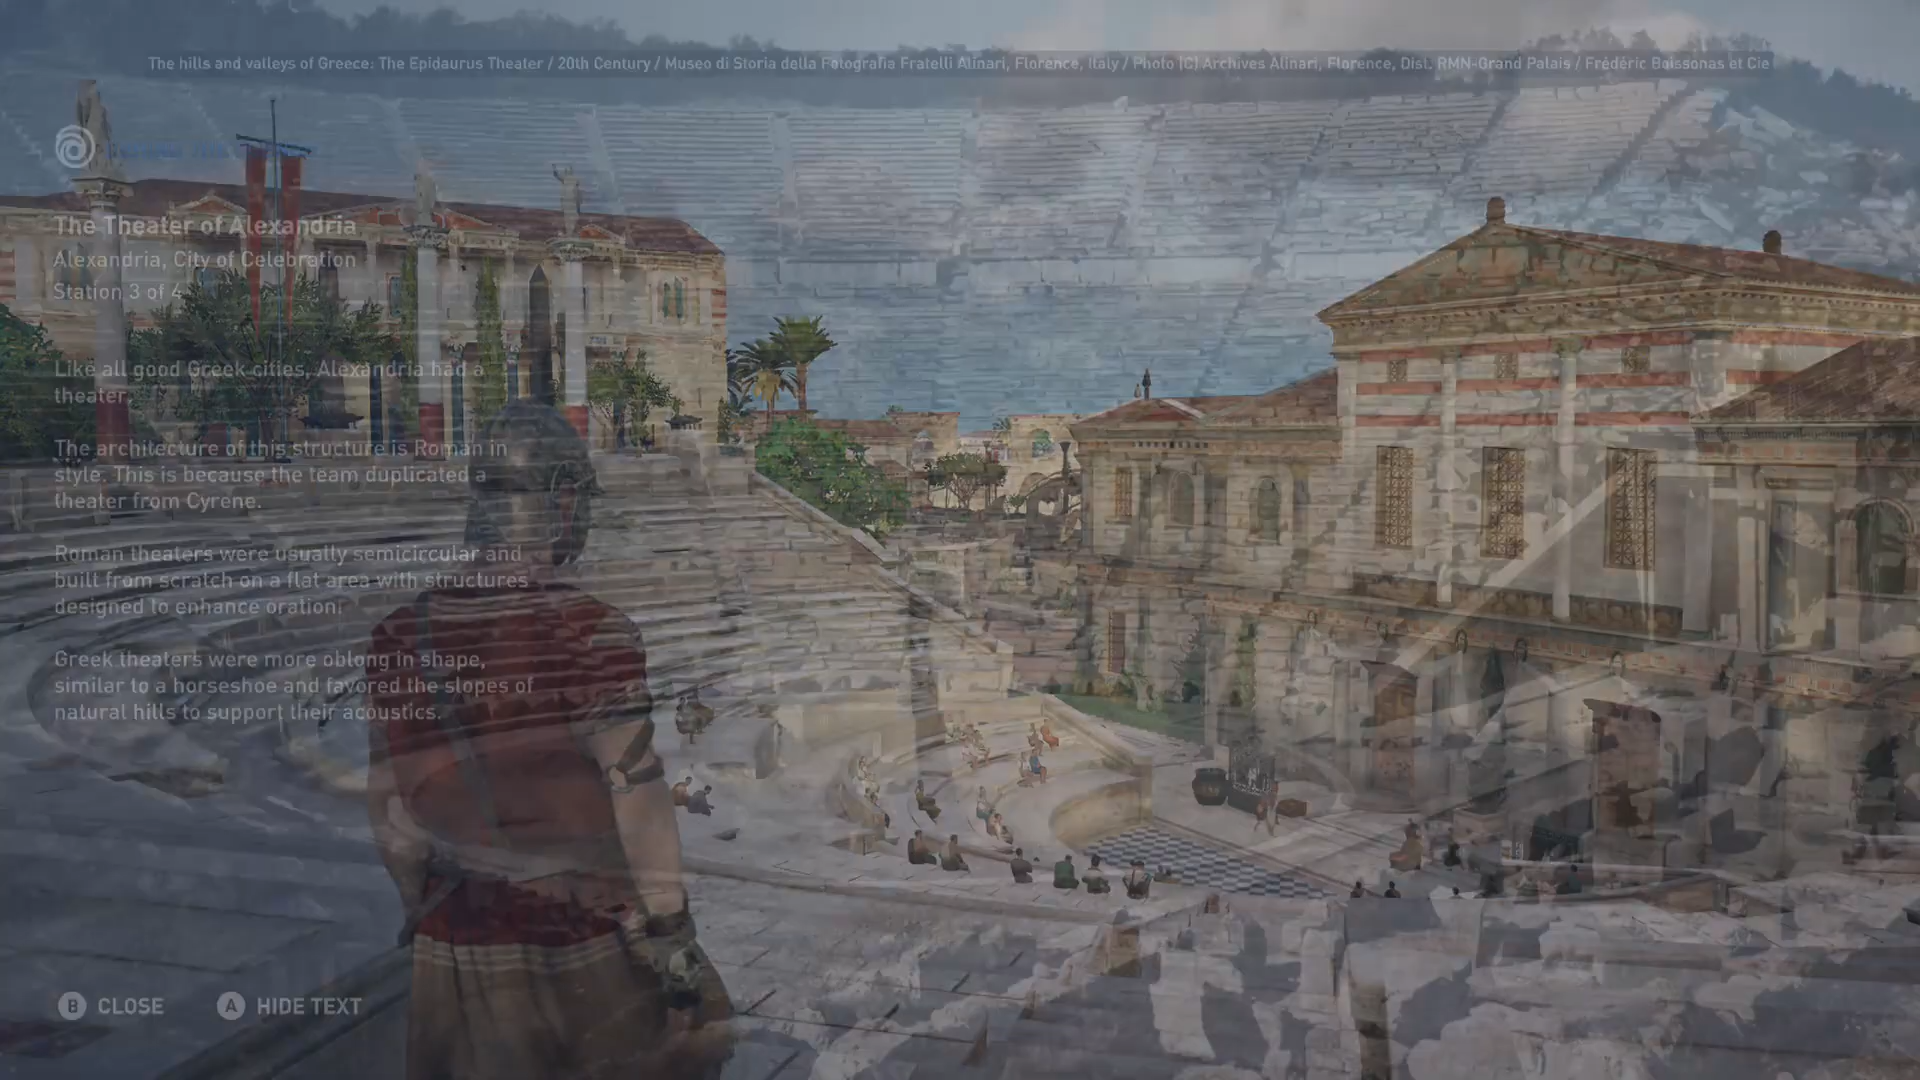 The hills and valleys of Greece: The Epidaurus Theater / 20th Century / Museo di Storia della Fotografia Fratelli Alinari, Florence, Italy / Photo (C) Archives Alinari, Florence, Dist. RMN-Grand Palais / Frédéric Boissonas et Cie
The Theater of Alexandria
Alexandria, City of Celebration
Station 3 of 4
Like all good Greek cities, Alexandria had a
theater.
The architecture of this structure is Roman in
style. This is because the team duplicated a
theater from Cyrene.
Roman theaters were usually semicircular and
built from scratch on a flat area with structures
designed to enhance oration.
Greek theaters were more oblong in shape,
similar to a horseshoe and favored the slopes of
natural hills to support their acoustics.
B CLOSE A HIDE TEXT